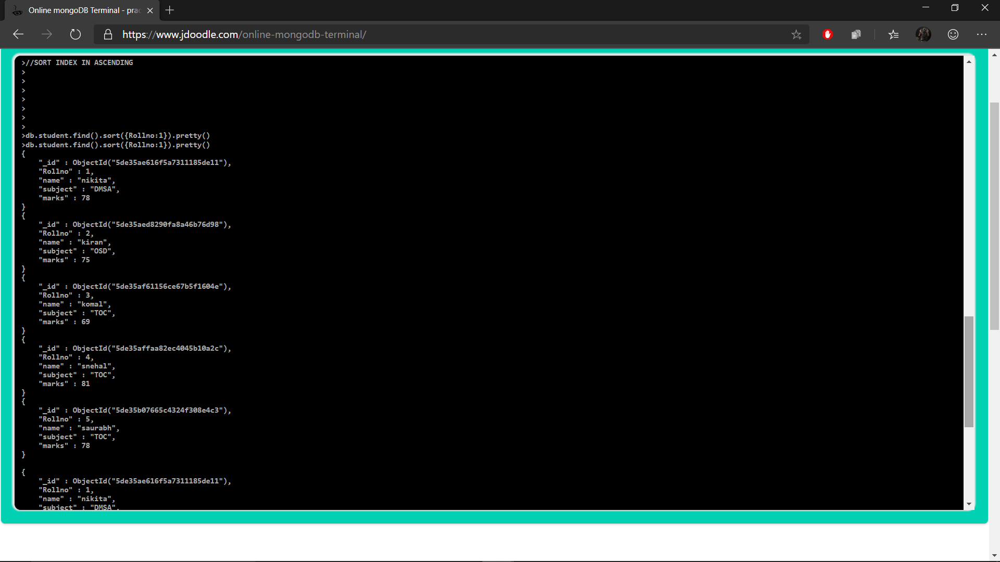 Online mongoDB Terminal - prac
https://www.jdoodle.com/online-mongodb-terminal/
>//SORT INDEX IN ASCENDING
>
>
>
>
>
>
>
>db.student.find().sort({Rollno:1}).pretty()
>db.student.find().sort({Rollno:1}).pretty()
{
"_id" : ObjectId("5de35ae616f5a7311185de11"),
"Rollno" : 1,
"name" : "nikita",
"subject" : "DMSA",
"marks" : 78
}
{
"_id" : ObjectId("5de35aed8290fa8a46b76d98"),
"Rollno" : 2,
"name" : "kiran",
"subject" : "OSD",
"marks" : 75
}
{
"_id" : ObjectId("5de35af61156ce67b5f1604e"),
"Rollno" : 3,
"name" : "komal",
"subject" : "TOC",
"marks" : 69
}
{
"_id" : ObjectId("5de35affaa82ec4045b10a2c"),
"Rollno" : 4,
"name" : "snehal",
"subject" : "TOC",
"marks" : 81
}
{
"_id" : ObjectId("5de35b07665c4324f308e4c3"),
"Rollno" : 5,
"name" : "saurabh",
"subject" : "TOC",
"marks" : 78
}
{
"_id" : ObjectId("5de35ae616f5a7311185de11"),
"Rollno" : 1,
"name" : "nikita",
"subject" : "DMSA",